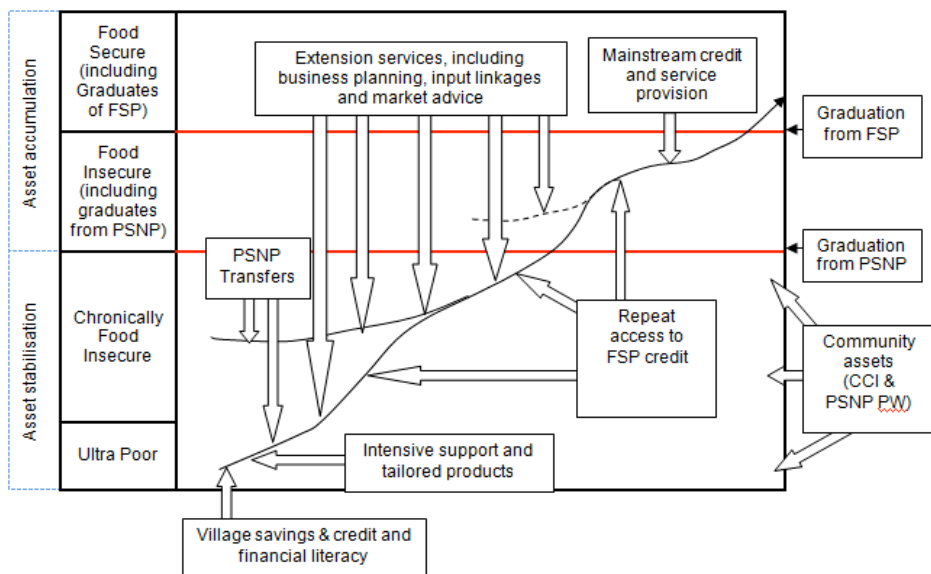 Asset accumulation
Asset stabilisation
Food
Secure
(including
Graduates
of FSP)
Food
Insecure
(including
graduates
from PSNP)
Chronically
Food
Insecure
Ultra Poor
Extension services, including
business planning, input linkages
and market advice
Mainstream credit
and service
provision
Graduation
from FSP
PSNP
Transfers
Graduation
from PSNP
Repeat
access to
FSP credit
Community
assets
(CCI &
PSNP PW)
Intensive support and
tailored products
Village savings & credit and
financial literacy